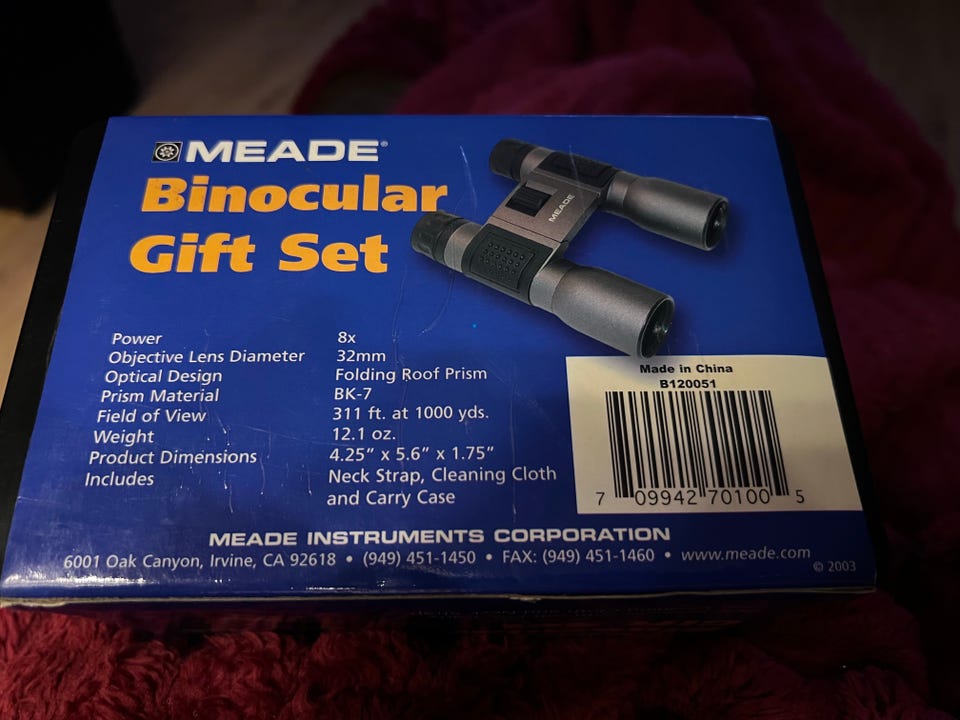 MEADE®
Binocular
Gift Set
MEADE
Power 8x
Objective Lens Diameter 32mm
Optical Design Folding Roof Prism
Prism Material BK-7
Field of View 311 ft. at 1000 yds.
Weight 12.1 oz.
Product Dimensions 4.25” x 5.6” x 1.75”
Includes Neck Strap, Cleaning Cloth
and Carry Case
Made in China
B120051
7 09942 70100 5
MEADE INSTRUMENTS CORPORATION
6001 Oak Canyon, Irvine, CA 92618 • (949) 451-1450 • FAX: (949) 451-1460 • www.meade.com
© 2003